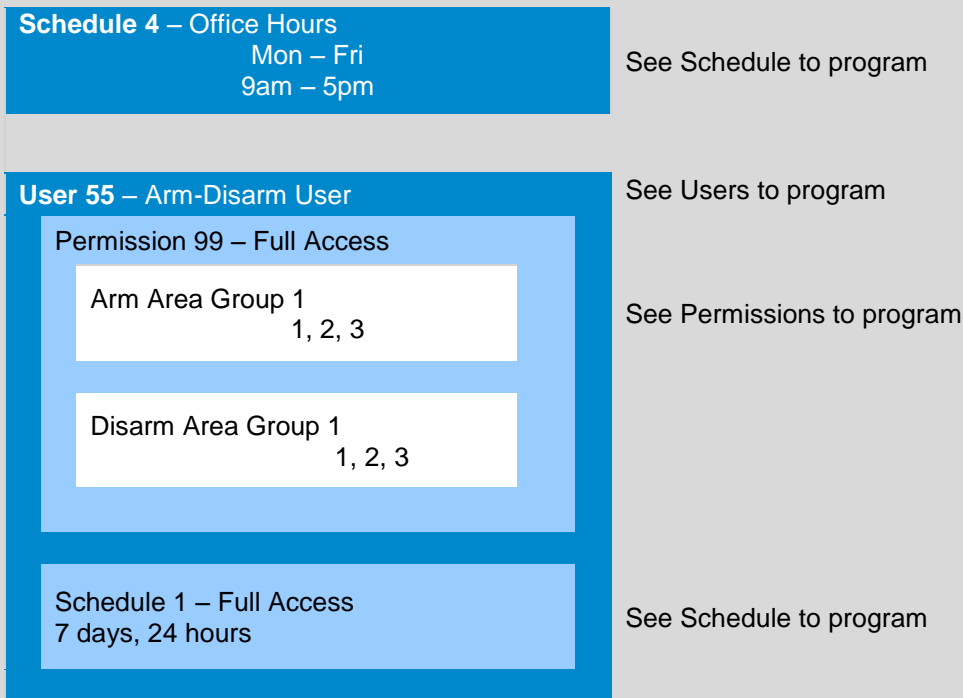 Schedule 4 – Office Hours
Mon – Fri
9am – 5pm
See Schedule to program
User 55 – Arm-Disarm User
See Users to program
Permission 99 – Full Access
Arm Area Group 1
1, 2, 3
See Permissions to program
Disarm Area Group 1
1, 2, 3
Schedule 1 – Full Access
7 days, 24 hours
See Schedule to program